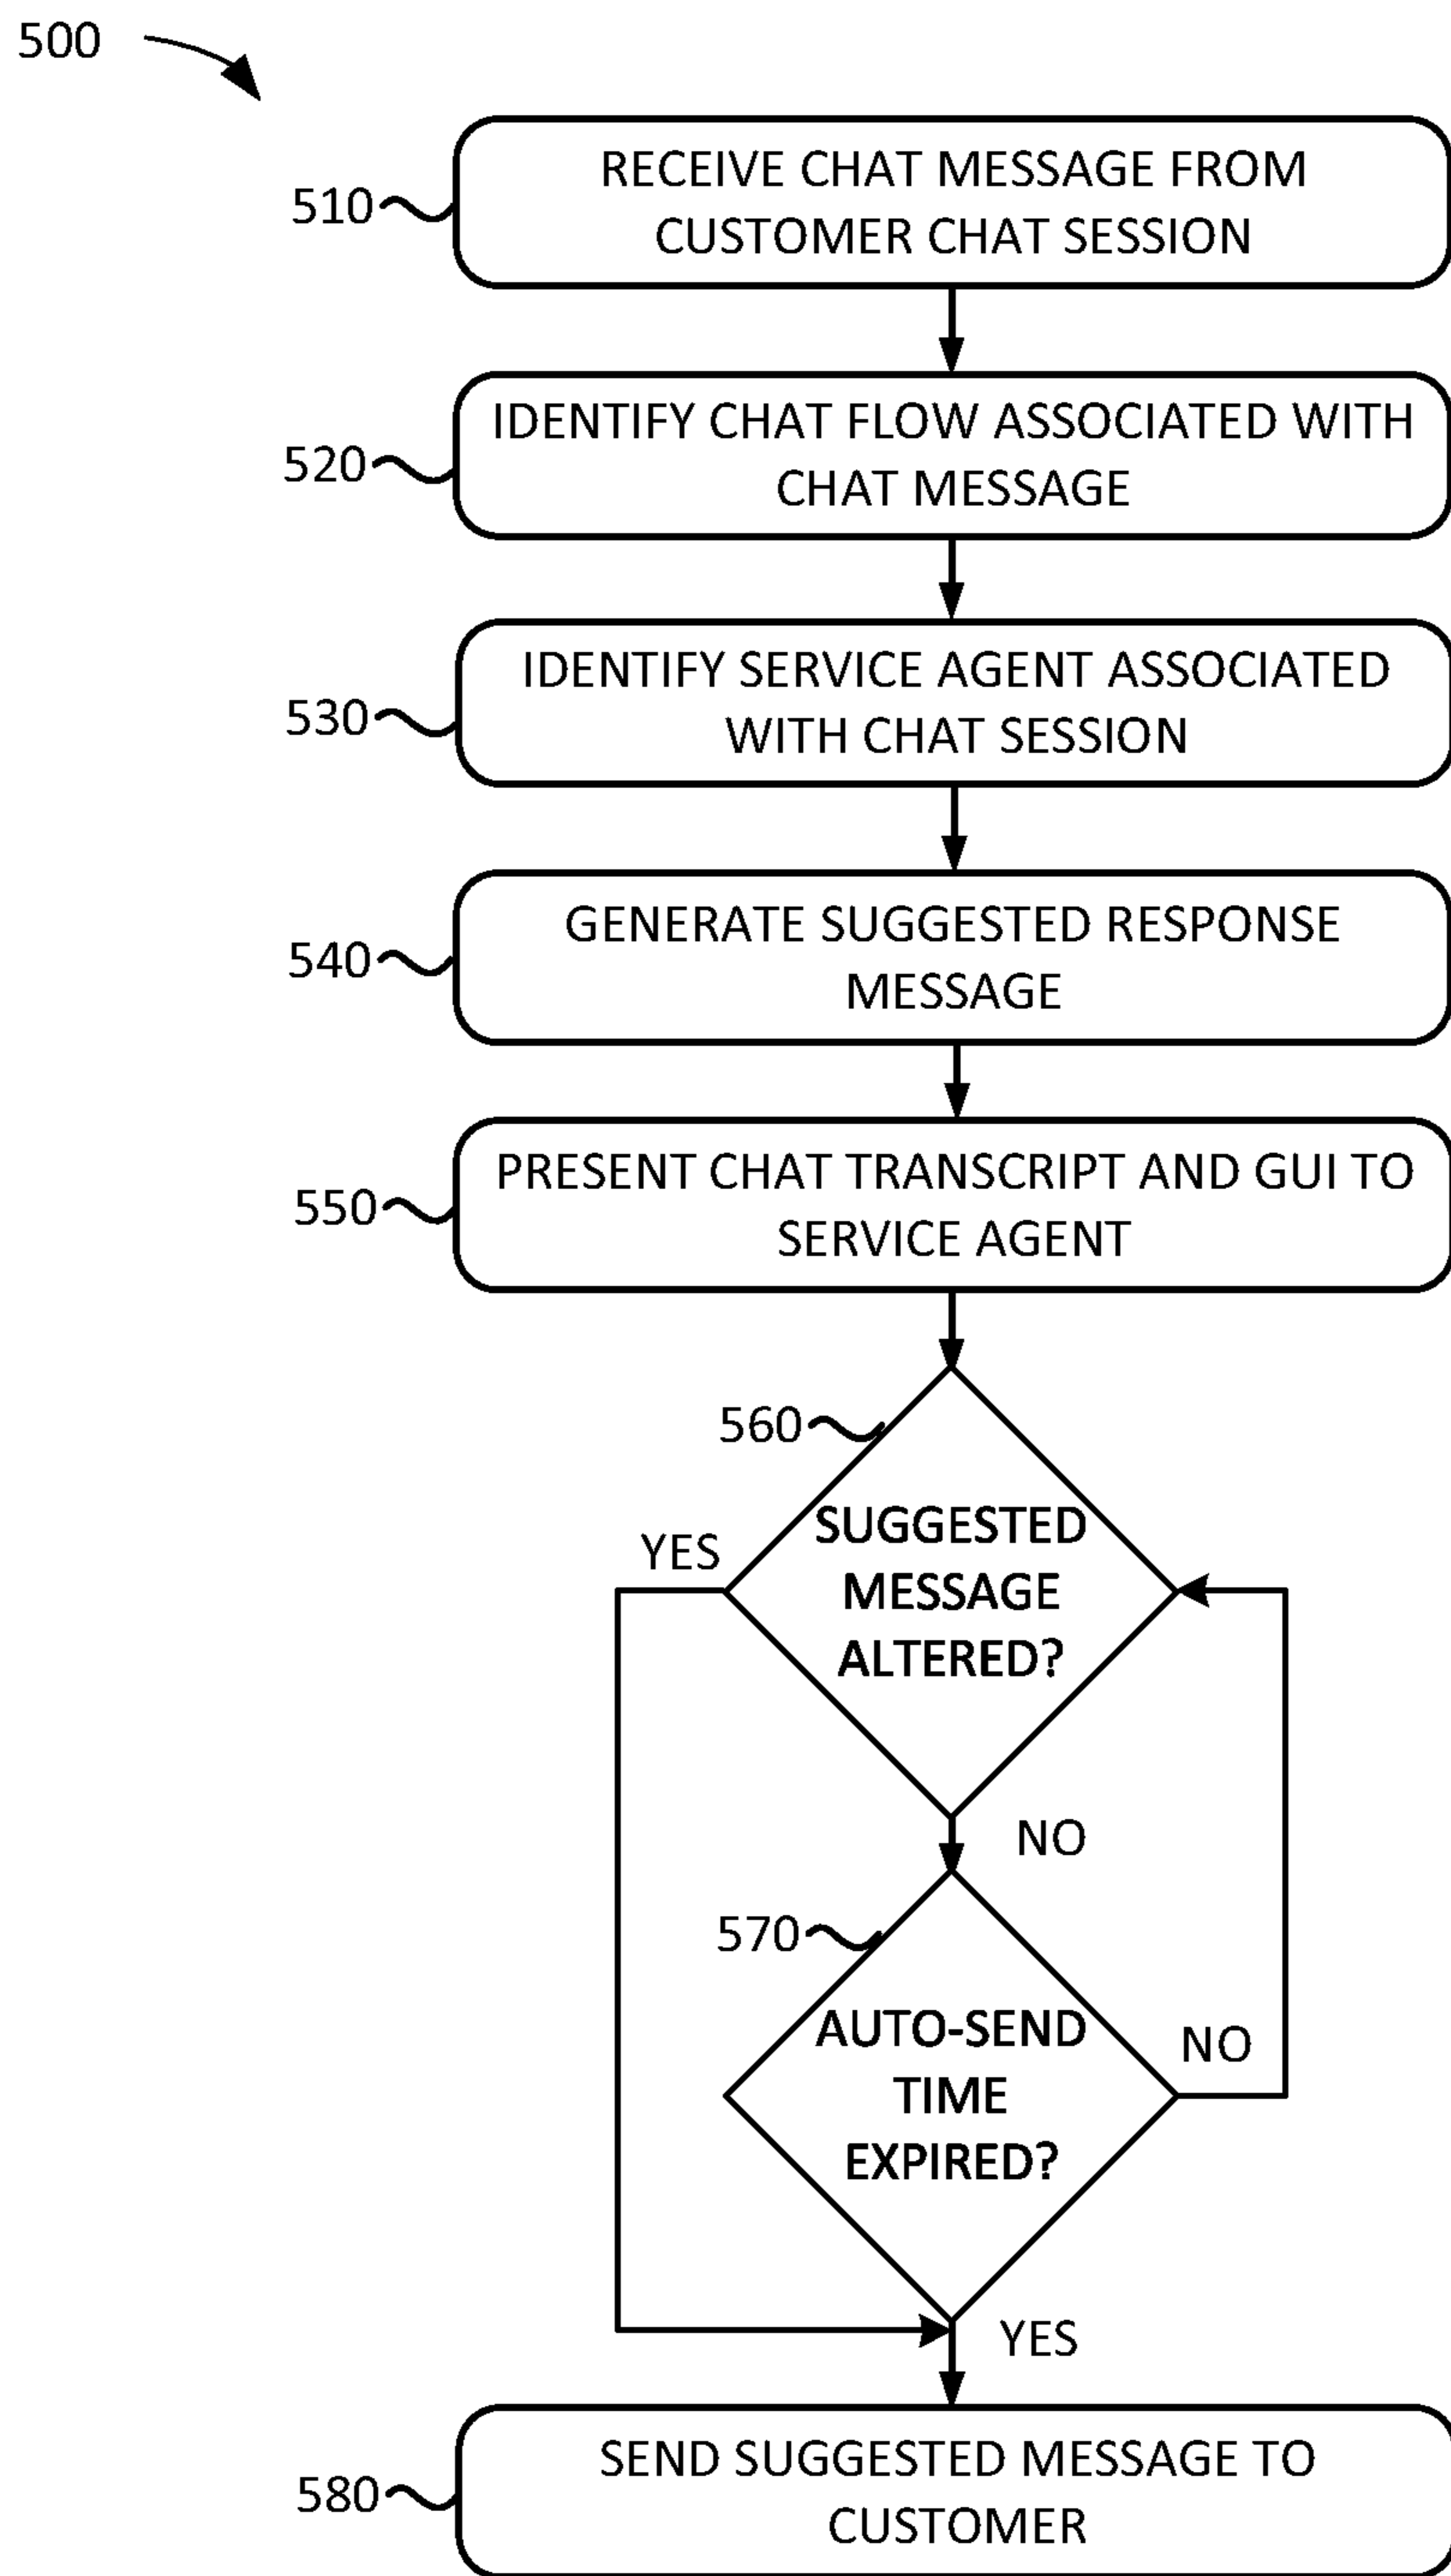 500
RECEIVE CHAT MESSAGE FROM
510
CUSTOMER CHAT SESSION
IDENTIFY CHAT FLOW ASSOCIATED WITH
520
CHAT MESSAGE
IDENTIFY SERVICE AGENT ASSOCIATED
530
WITH CHAT SESSION
GENERATE SUGGESTED RESPONSE
540
MESSAGE
PRESENT CHAT TRANSCRIPT AND GUI TO
550
SERVICE AGENT
560
SUGGESTED
YES
MESSAGE
ALTERED?
NO
570
AUTO-SEND
NO
TIME
EXPIRED?
YES
SEND SUGGESTED MESSAGE TO
580
CUSTOMER